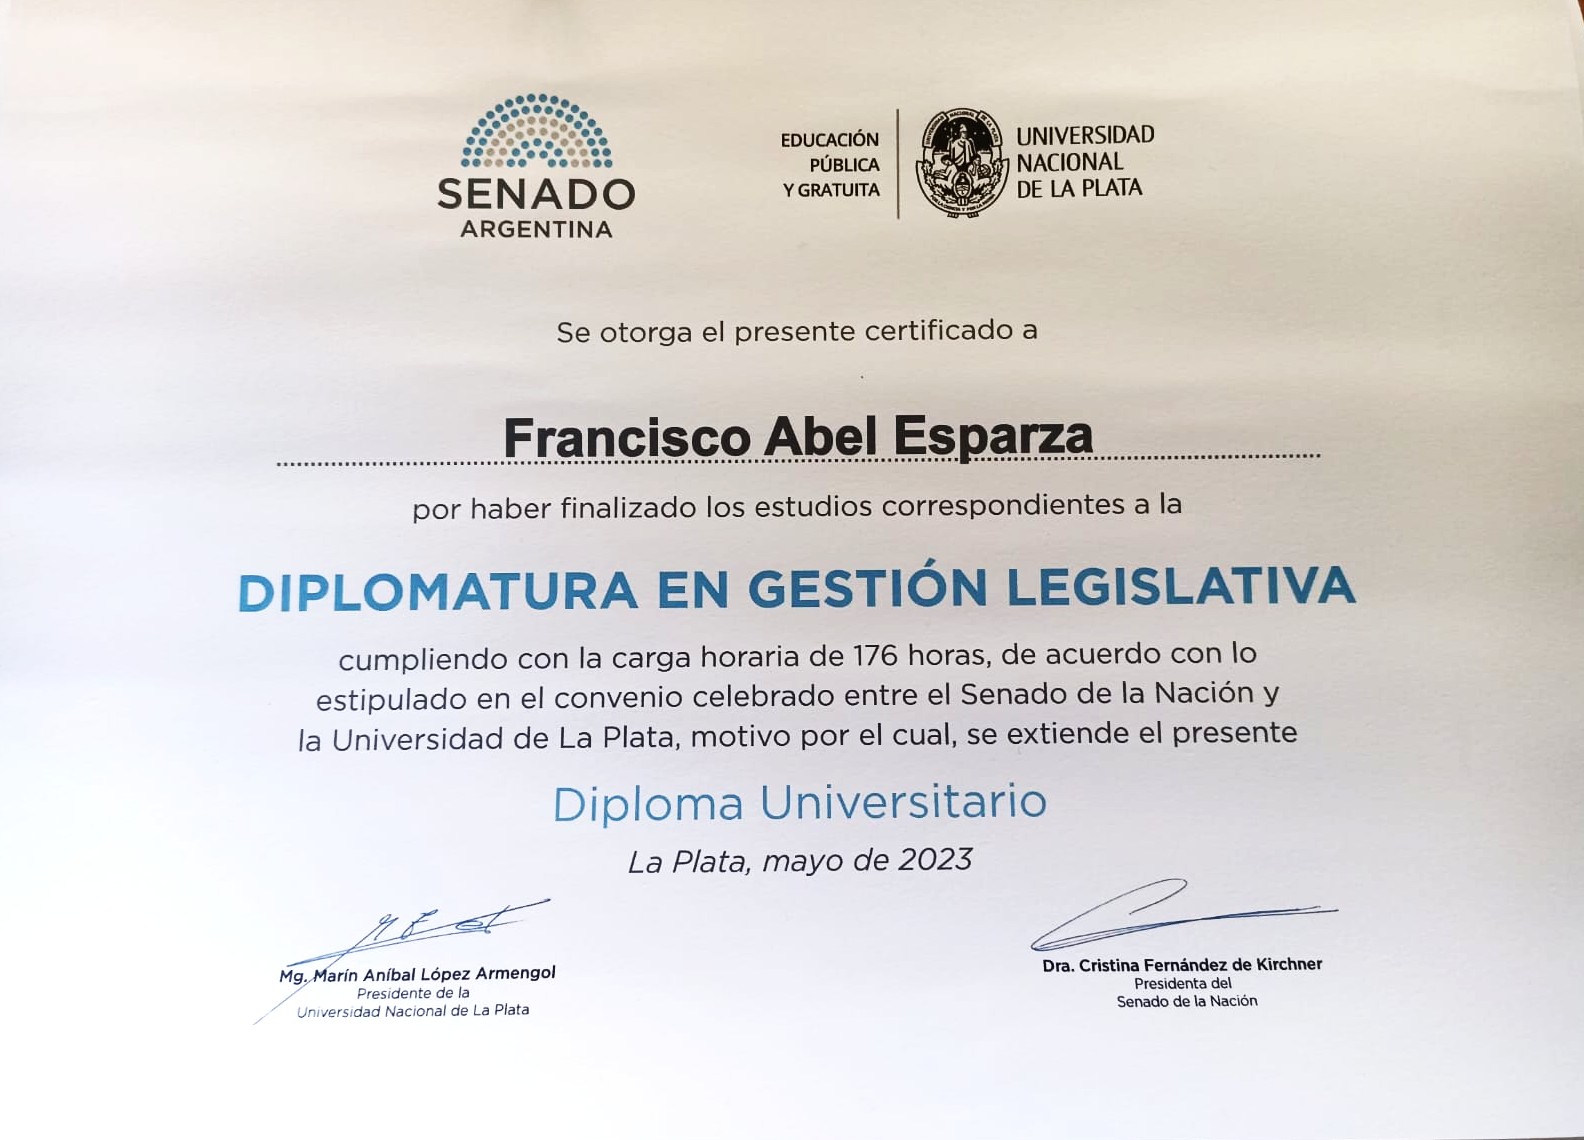 SENADO
ARGENTINA
EDUCACIÓN
PÚBLICA
Y GRATUITA
UNIVERSIDAD
NACIONAL
DE LA PLATA
Se otorga el presente certificado a
Francisco Abel Esparza
por haber finalizado los estudios correspondientes a la
DIPLOMATURA EN GESTIÓN LEGISLATIVA
cumpliendo con la carga horaria de 176 horas, de acuerdo con lo
estipulado en el convenio celebrado entre el Senado de la Nación y
la Universidad de La Plata, motivo por el cual, se extiende el presente
Diploma Universitario
La Plata, mayo de 2023
Mg. Marín Aníbal López Armengol
Presidente de la
Universidad Nacional de La Plata
Dra. Cristina Fernández de Kirchner
Presidenta del
Senado de la Nación